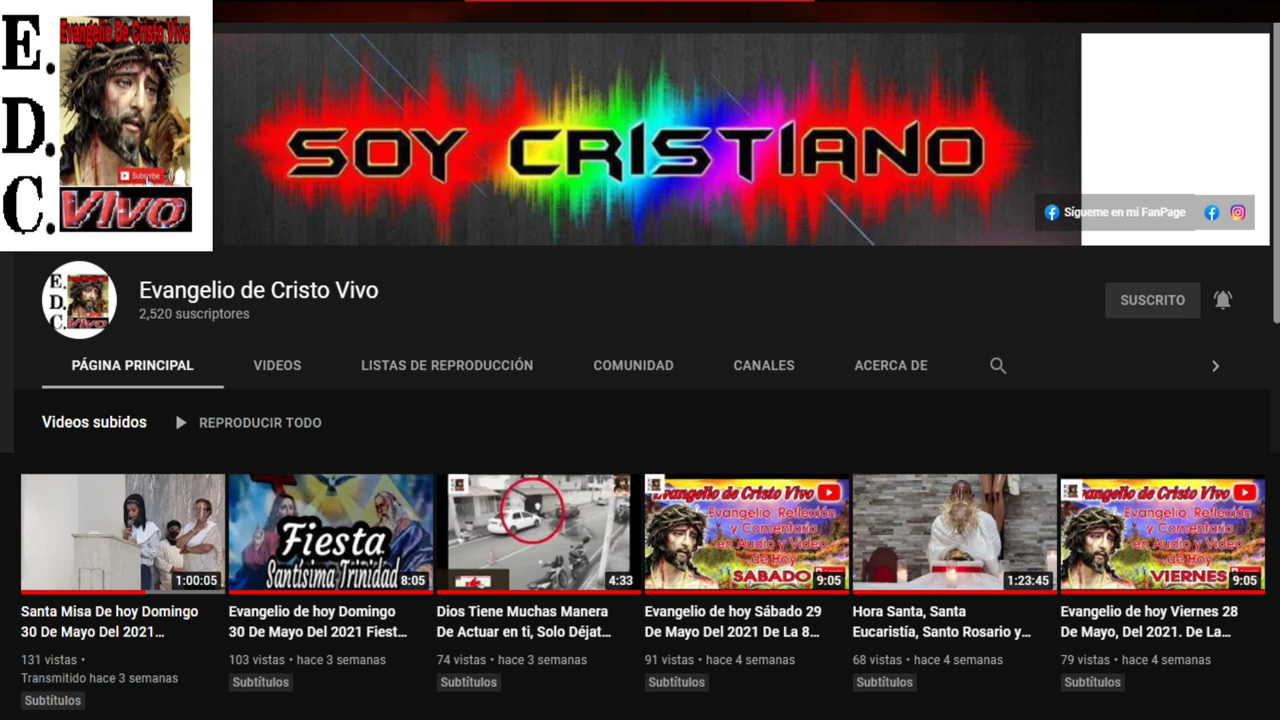 E.
D.
C.
Evangelio De Cristo Vivo
Subscribe
Vivo
SOY CRISTIANO
Sígueme en mi FanPage
E.
D.
C.
Vivo
Evangelio de Cristo Vivo
2,520 suscriptores
SUSCRITO
PÁGINA PRINCIPAL
VIDEOS
LISTAS DE REPRODUCCIÓN
COMUNIDAD
CANALES
ACERCA DE
Videos subidos
REPRODUCIR TODO
1:00:05
Santa Misa De hoy Domingo
30 De Mayo Del 2021...
131 vistas •
Transmitido hace 3 semanas
Subtítulos
Fiesta
Santísima Trinidad
8:05
Evangelio de hoy Domingo
30 De Mayo Del 2021 Fiest...
103 vistas • hace 3 semanas
Subtítulos
4:33
Dios Tiene Muchas Manera
De Actuar en ti, Solo Déjat...
74 vistas • hace 3 semanas
Subtítulos
Evangelio de Cristo Vivo
Evangelio, Reflexión
y Comentario
en Audio y Video
de Hoy
SABADO
9:05
Evangelio de hoy Sábado 29
De Mayo Del 2021 De La 8...
91 vistas • hace 4 semanas
Subtítulos
1:23:45
Hora Santa, Santa
Eucaristía, Santo Rosario y...
68 vistas • hace 4 semanas
Subtítulos
Evangelio de Cristo Vivo
Evangelio, Reflexión
y Comentario
en Audio y Video
de Hoy
VIERNES
9:05
Evangelio de hoy Viernes 28
De Mayo, Del 2021. De La...
79 vistas • hace 4 semanas
Subtítulos